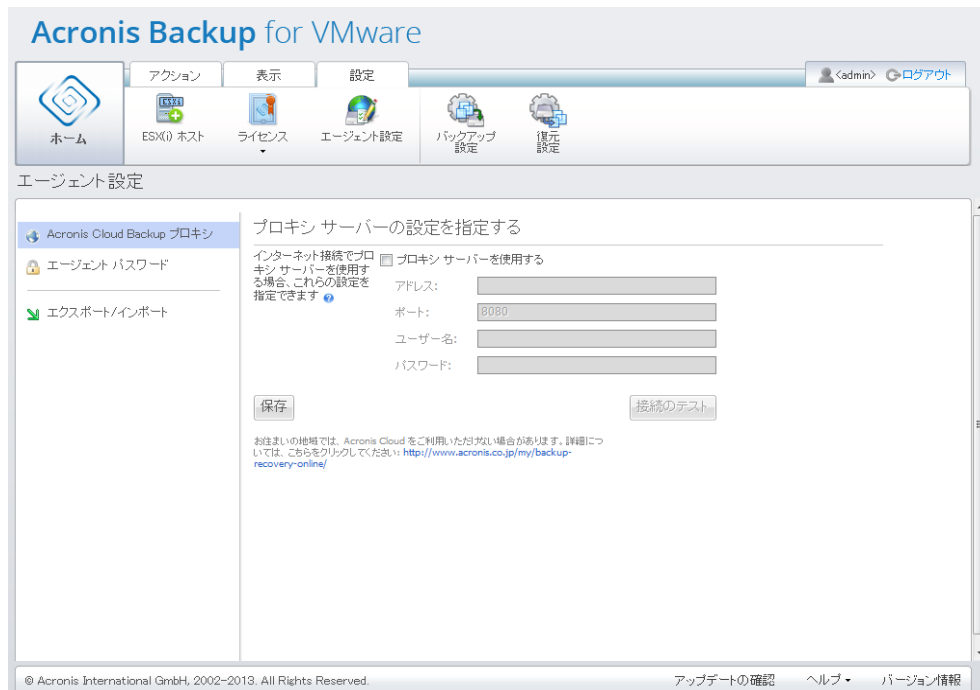 Acronis Backup for VMware
アクション 表示 設定
<admin> ログアウト
ホーム
ESX(i) ホスト
ライセンス
エージェント設定
バックアップ
設定
復元
設定
エージェント設定
Acronis Cloud Backup プロキシ
エージェント パスワード
エクスポート/インポート
プロキシ サーバーの設定を指定する
インターネット接続でプロ
キシ サーバーを使用す
る場合、これらの設定を
指定できます
プロキシ サーバーを使用する
アドレス:
ポート: 8080
ユーザー名:
パスワード:
保存
接続のテスト
お住まいの地域では、Acronis Cloud をご利用いただけない場合があります。詳細につ
いては、こちらをクリックしてください: http://www.acronis.co.jp/my/backup-
recovery-online/
© Acronis International GmbH, 2002-2013. All Rights Reserved.
アップデートの確認 ヘルプ バージョン情報